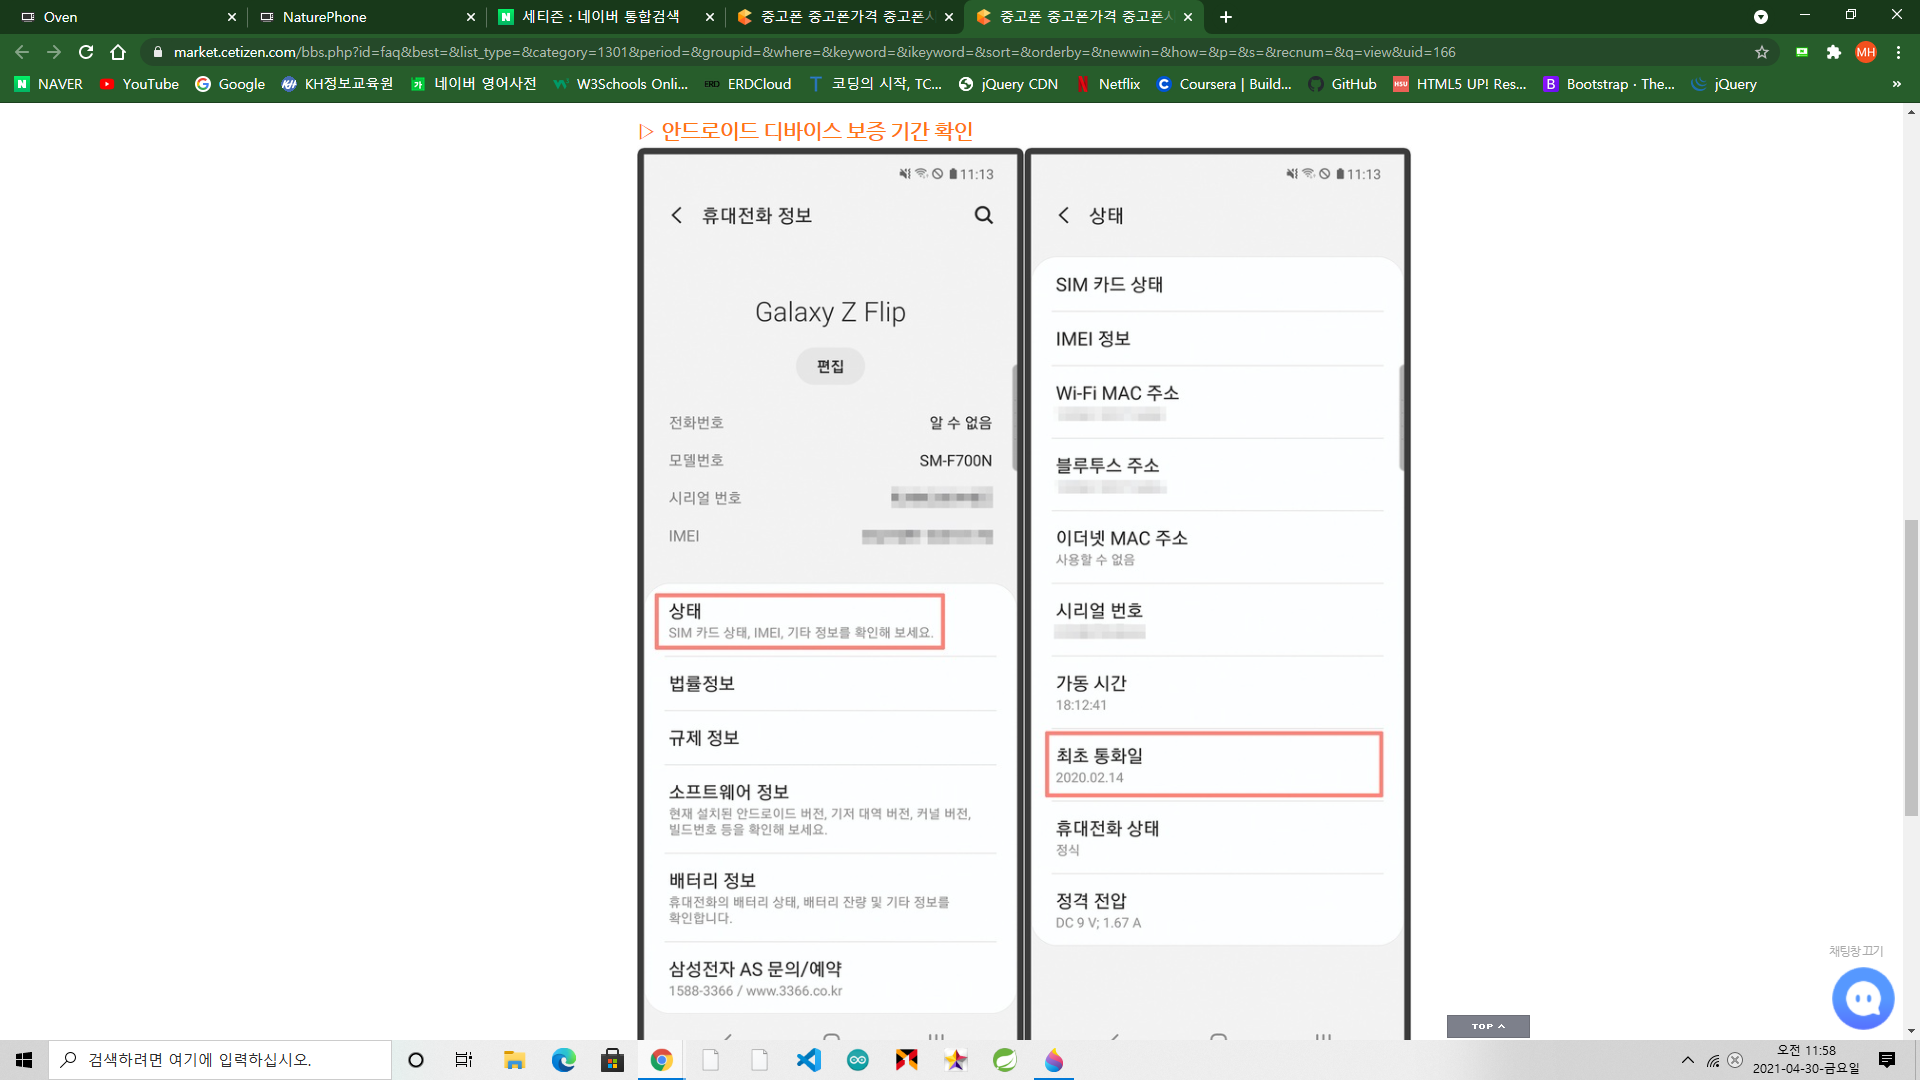 Oven
NaturePhone
세티즌 : 네이버 통합검색
중고폰 중고폰가격 중고폰시
중고폰 중고폰가격 중고폰시
market.cetizen.com/bbs.php?id=faq&best=&list_type=&category=1301&period=&groupid=&where=&keyword=&ikeyword=&sort=&orderby=&newwin=&how=&p=&s=&recnum=&q=view&uid=166
MH
NAVER
YouTube
Google
KH정보교육원
네이버 영어사전
W3Schools Onli...
ERDCloud
코딩의 시작, TC...
jQuery CDN
Netflix
Coursera | Build...
GitHub
HTML5 UP! Res...
Bootstrap · The...
jQuery
»
▷ 안드로이드 디바이스 보증 기간 확인
11:13
휴대전화 정보
Galaxy Z Flip
편집
전화번호 알 수 없음
모델번호 SM-F700N
시리얼 번호
IMEI
상태
SIM 카드 상태, IMEI, 기타 정보를 확인해 보세요.
법률정보
규제 정보
소프트웨어 정보
현재 설치된 안드로이드 버전, 기저 대역 버전, 커널 버전,
빌드번호 등을 확인해 보세요.
배터리 정보
휴대전화의 배터리 상태, 배터리 잔량 및 기타 정보를
확인합니다.
삼성전자 AS 문의/예약
1588-3366 / www.3366.co.kr
11:13
상태
SIM 카드 상태
IMEI 정보
Wi-Fi MAC 주소
블루투스 주소
이더넷 MAC 주소
사용할 수 없음
시리얼 번호
가동 시간
18:12:41
최초 통화일
2020.02.14
휴대전화 상태
정식
정격 전압
DC 9 V; 1.67 A
채팅창끄기
TOP
검색하려면 여기에 입력하십시오.
오전 11:58
2021-04-30-금요일